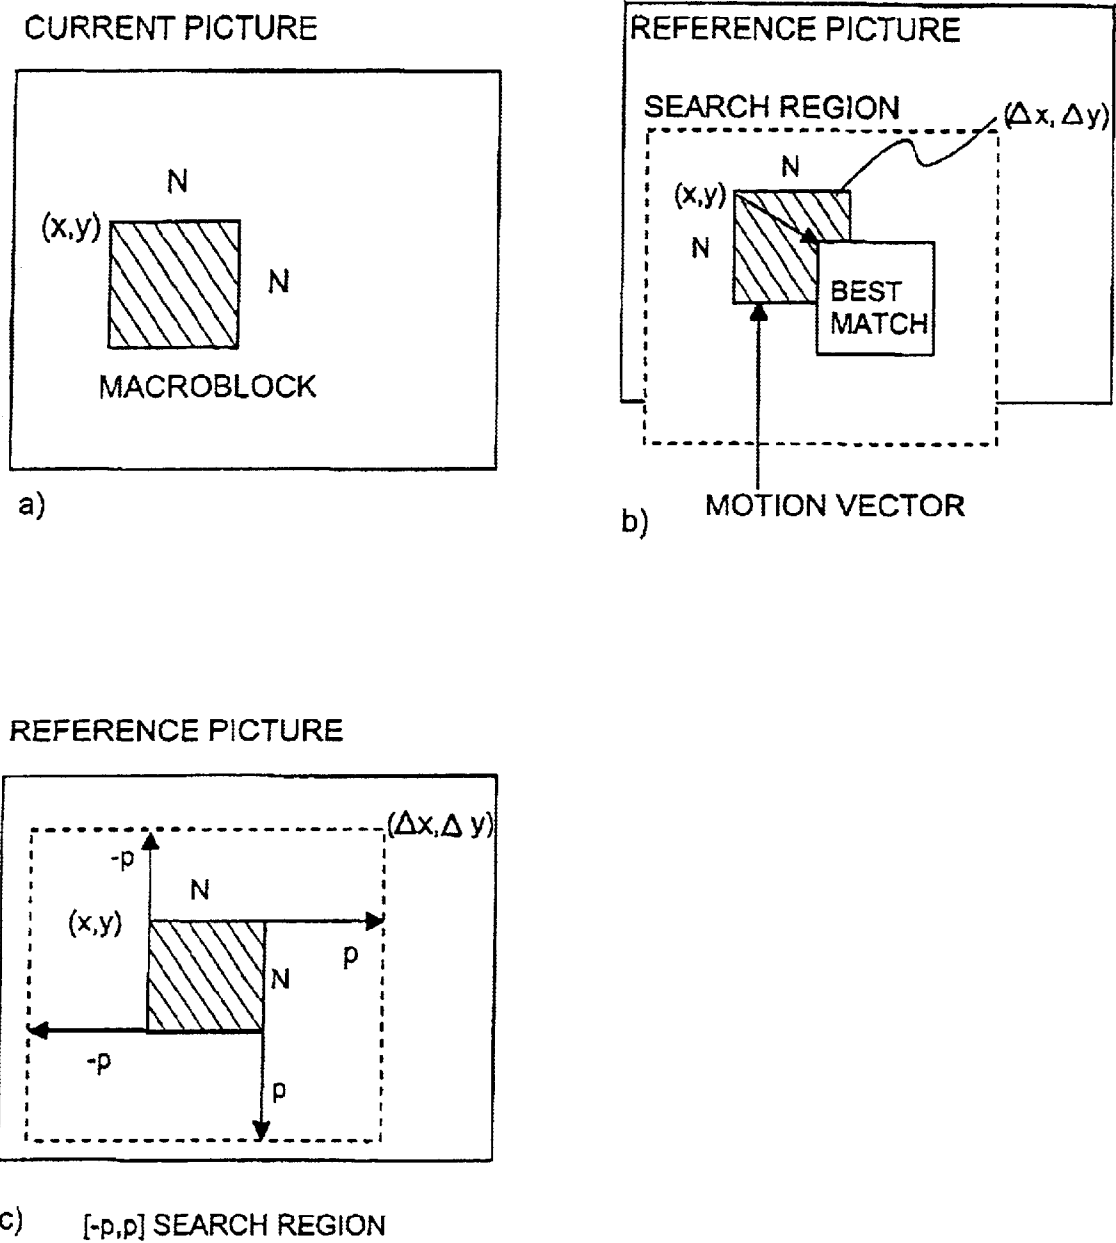 CURRENT PICTURE
N
(x,y)
N
MACROBLOCK
a)
REFERENCE PICTURE
SEARCH REGION
(Δx, Δy)
N
(x,y)
N
BEST
MATCH
MOTION VECTOR
b)
REFERENCE PICTURE
(Δx,Δ y)
-p
N
(x,y)
p
N
-p
p
c) [-p,p] SEARCH REGION